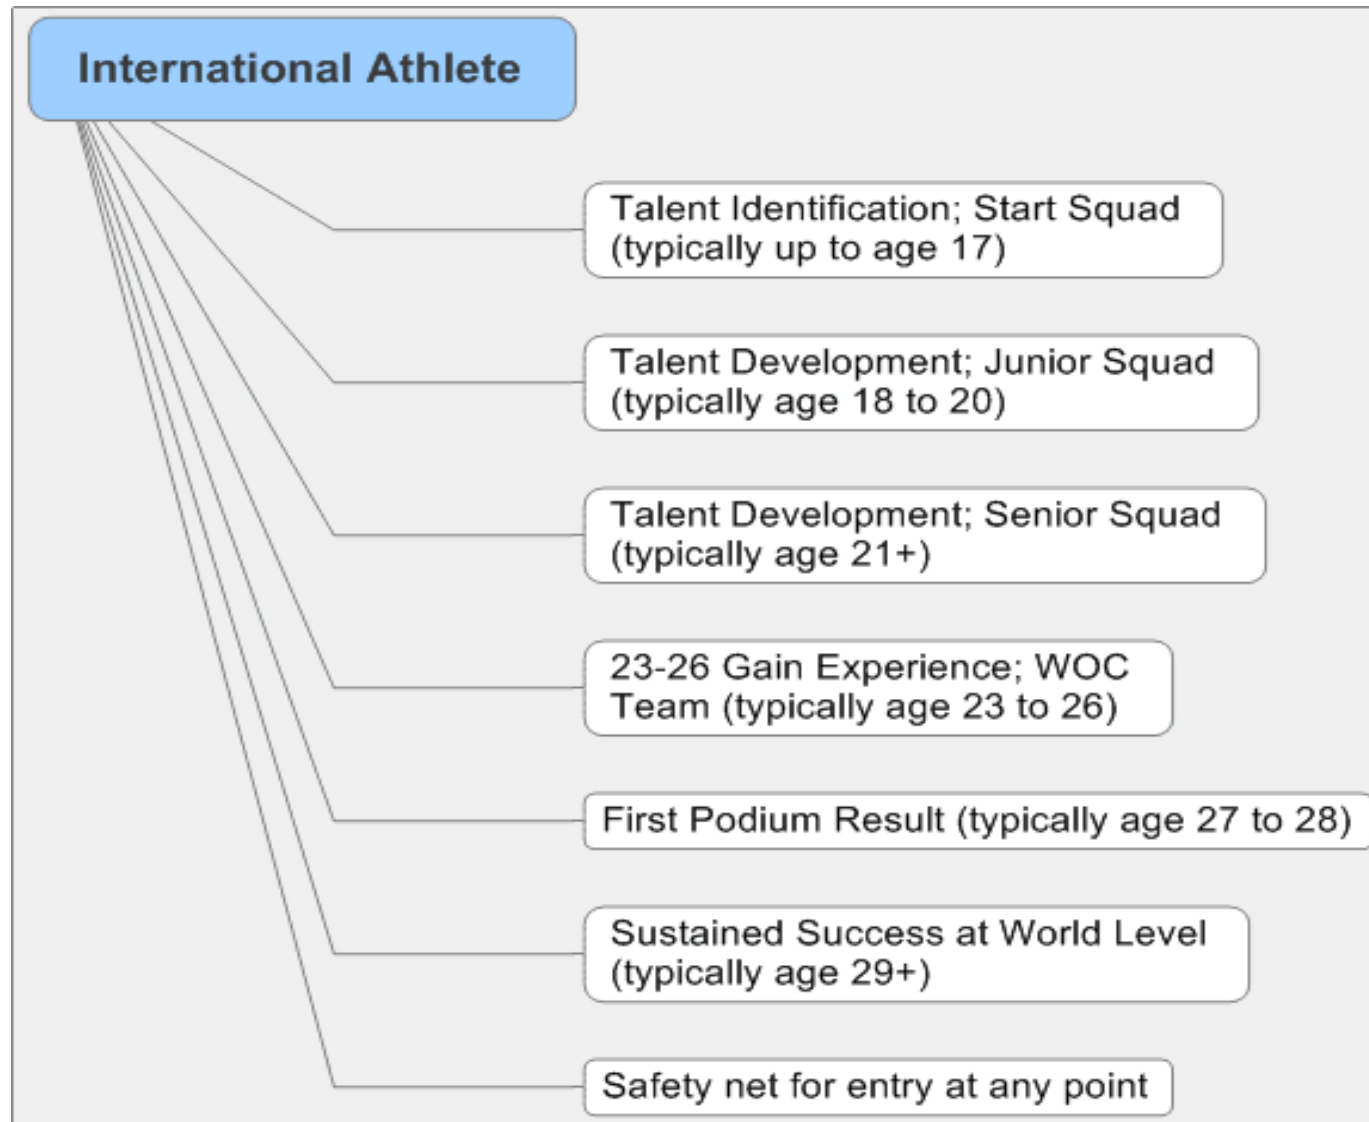 International Athlete
Talent Identification; Start Squad
(typically up to age 17)
Talent Development; Junior Squad
(typically age 18 to 20)
Talent Development; Senior Squad
(typically age 21+)
23-26 Gain Experience; WOC
Team (typically age 23 to 26)
First Podium Result (typically age 27 to 28)
Sustained Success at World Level
(typically age 29+)
Safety net for entry at any point